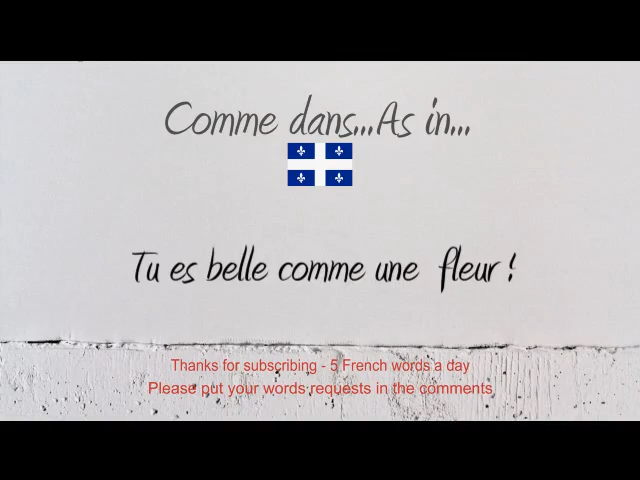 Comme dans...As in...
Tu es belle comme une fleur !
Thanks for subscribing - 5 French words a day
Please put your words requests in the comments